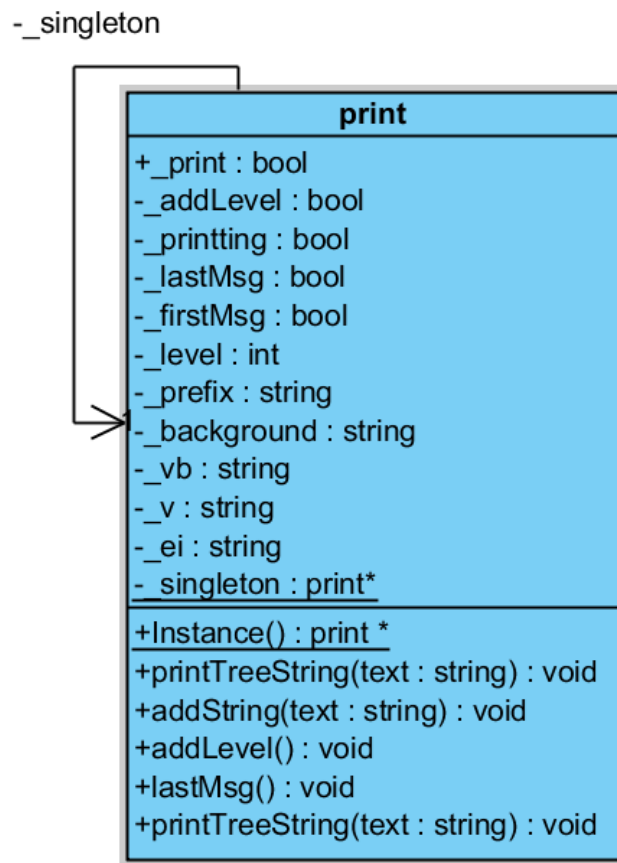 -_singleton
print
+_print : bool
-_addLevel : bool
-_printting : bool
-_lastMsg : bool
-_firstMsg : bool
-_level : int
-_prefix : string
1
-_background : string
-_vb : string
-_v : string
-_ei : string
-_singleton : print*
+Instance() : print *
+printTreeString(text : string) : void
+addString(text : string) : void
+addLevel() : void
+lastMsg() : void
+printTreeString(text : string) : void